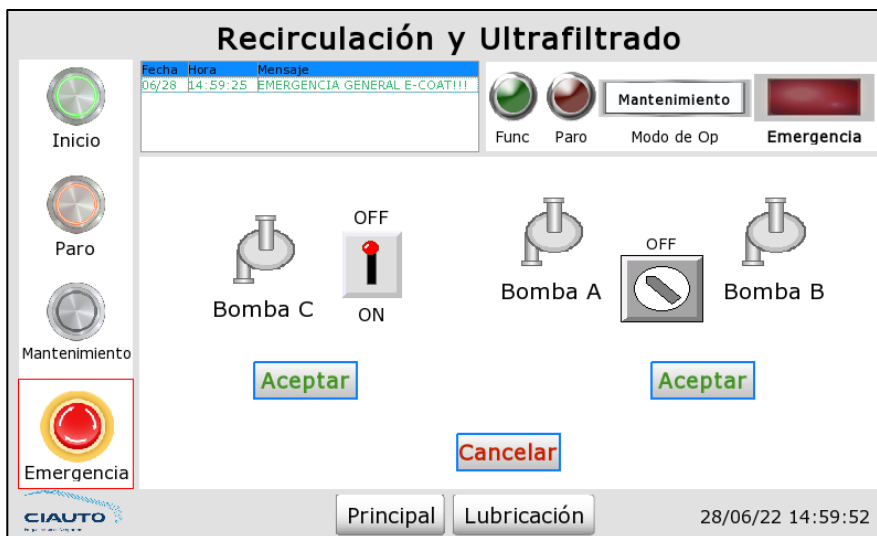 Recirculación y Ultrafiltrado
Fecha Hora Mensaje
06/28 14:59:25 EMERGENCIA GENERAL E-COAT!!!
Inicio
Func
Paro
Mantenimiento
Modo de Op
Emergencia
Paro
OFF
Bomba C
ON
Bomba A
OFF
Bomba B
Mantenimiento
Aceptar
Aceptar
Cancelar
Emergencia
CIAUTO
Principal
Lubricación
28/06/22 14:59:52